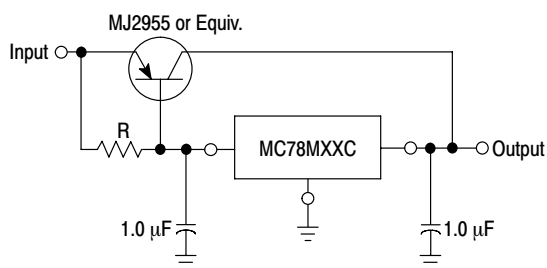 MJ2955 or Equiv.
Input
R
MC78MXXC
Output
1.0 μF
1.0 μF